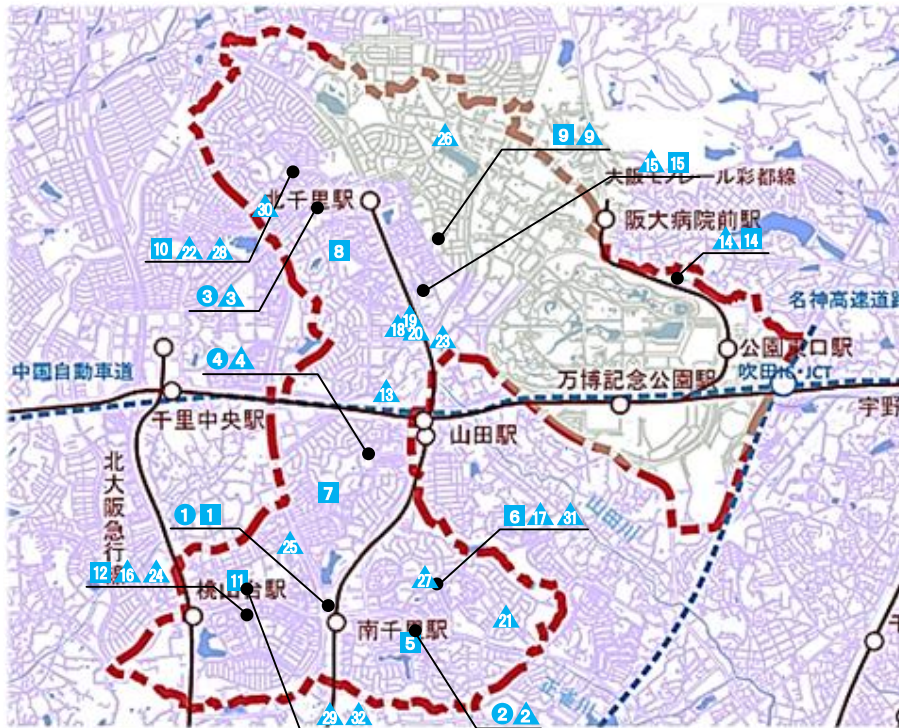 26
9 9
15 15
大阪モノレール彩都線
北千里駅
30
阪大病院前駅
10 22 28
8
14 14
3 3
名神高速道路
19
18 20 23
4 4
公園東口駅
中国自動車道
万博記念公園駅
吹田IC・JCT
13
千里中央駅
宇野
山田駅
北大阪急行線
7
山田川
1 1
6 17 31
25
12 16 24
11
27
桃山台駅
21
南千里駅
5
千
正雀川
29 32
2 2